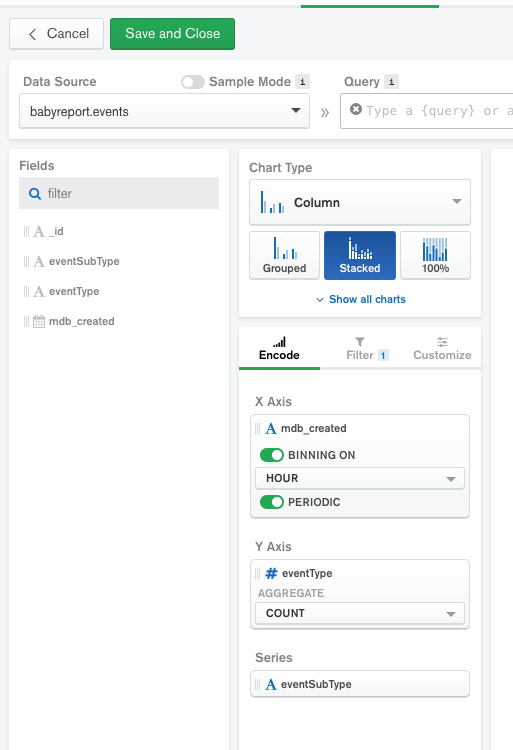 Cancel
Save and Close
Data Source
Sample Mode i
Query i
babyreport.events
»
Type a {query} or a
Fields
filter
A _id
A eventSubType
A eventType
mdb_created
Chart Type
Column
Grouped
Stacked
100%
Show all charts
Encode
Filter 1
Customize
X Axis
A mdb_created
BINNING ON
HOUR
PERIODIC
Y Axis
# eventType
AGGREGATE
COUNT
Series
A eventSubType